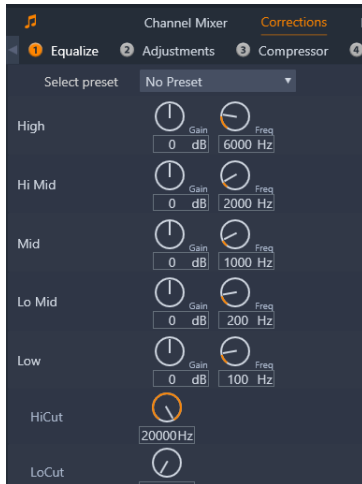 Channel Mixer Corrections
1 Equalize 2 Adjustments 3 Compressor 4
Select preset No Preset
High Gain Freq
0 dB 6000 Hz
Hi Mid Gain Freq
0 dB 2000 Hz
Mid Gain Freq
0 dB 1000 Hz
Lo Mid Gain Freq
0 dB 200 Hz
Low Gain Freq
0 dB 100 Hz
HiCut
20000Hz
LoCut